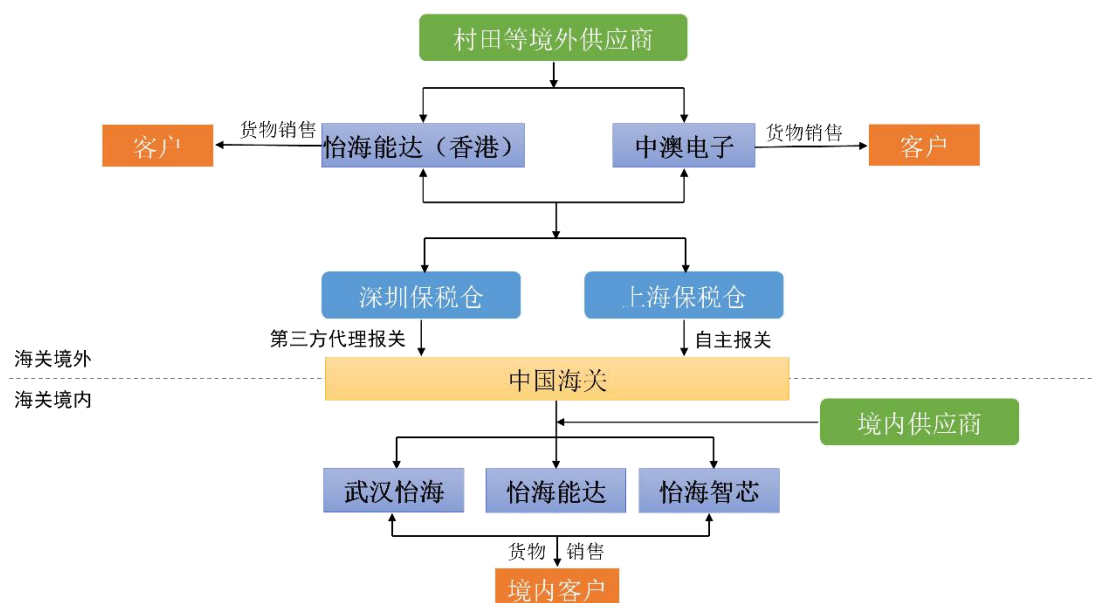 村田等境外供应商
客户
货物销售
怡海能达（香港）
中澳电子
货物销售
客户
深圳保税仓
上海保税仓
第三方代理报关
自主报关
海关境外
中国海关
海关境内
境内供应商
武汉怡海
怡海能达
怡海智芯
货物 销售
境内客户